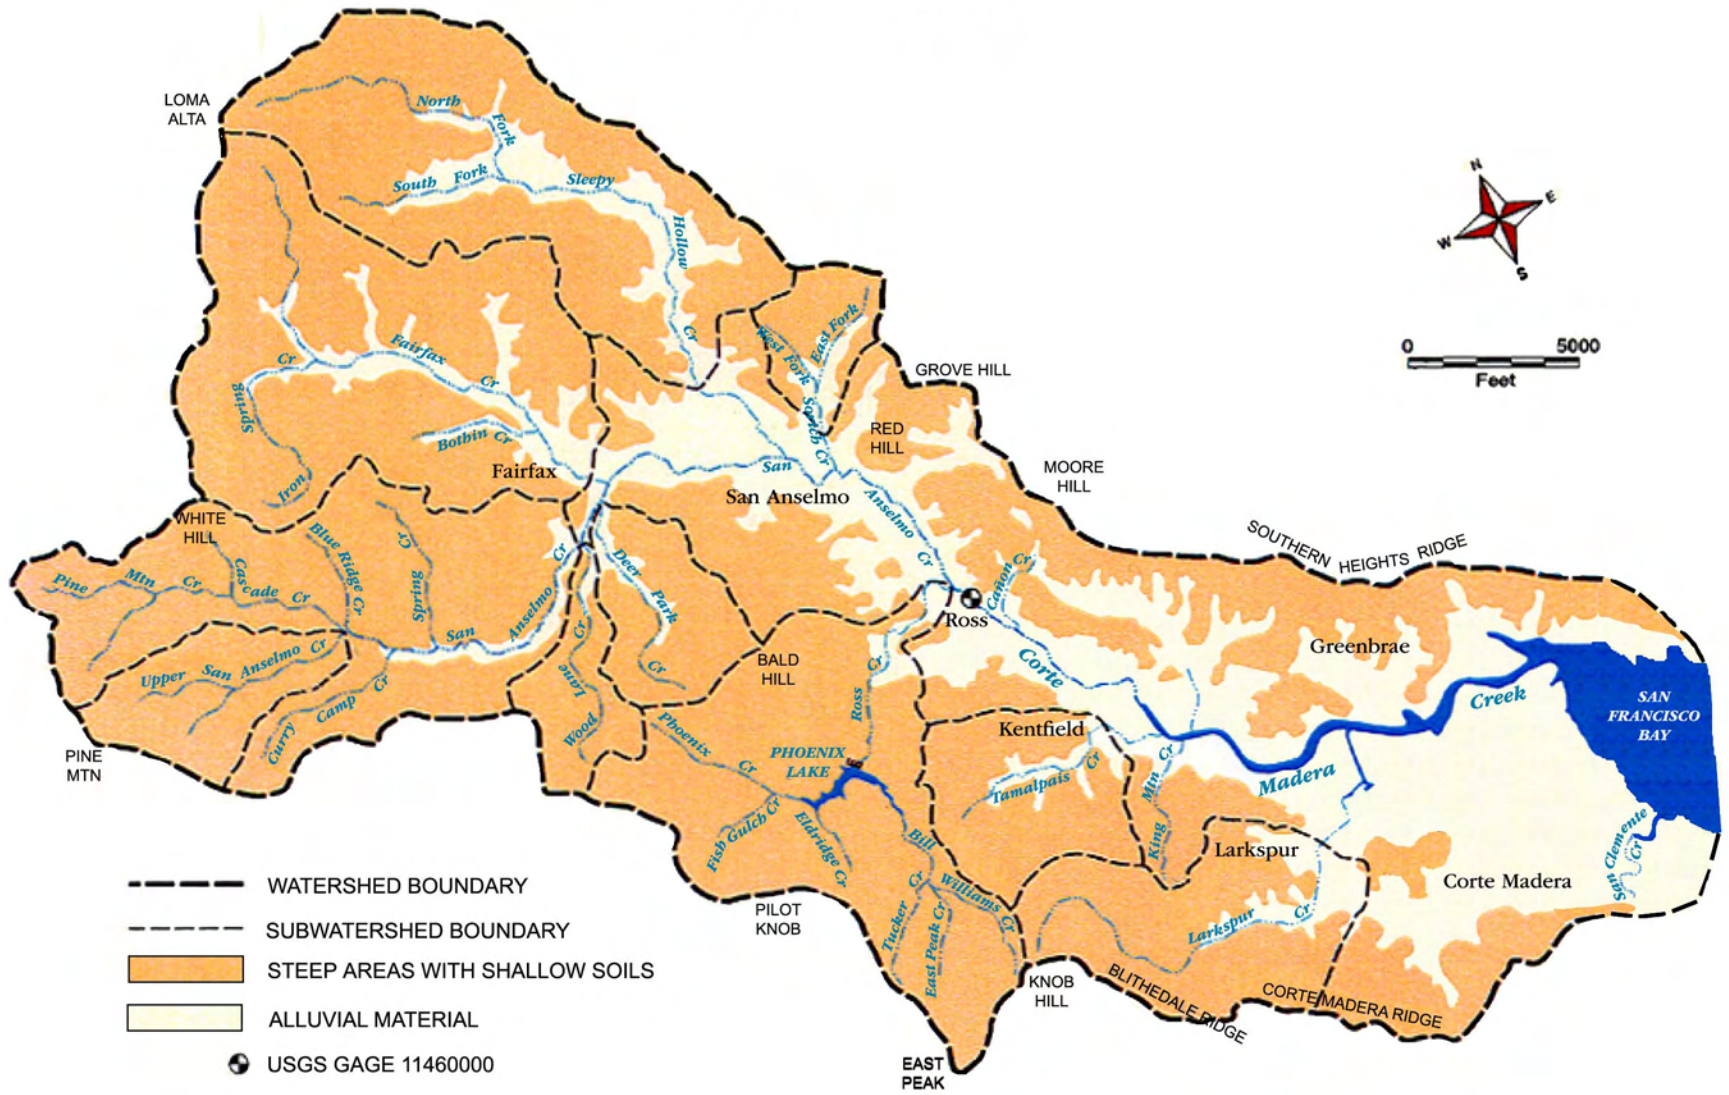 LOMA
ALTA
North
Fork
South Fork
Sleepy
Hollow
Cr
N
E
W
S
0 5000
Feet
West Fork
East Fork
Sorich Cr
GROVE HILL
RED
HILL
MOORE
HILL
Cr
Fairfax
Cr
Spring
Iron
Bothin Cr
Fairfax
San
San Anselmo
Anselmo
Cr
WHITE
HILL
Pine Mtn Cr
Cascade Cr
Blue Ridge Cr
Cr
Spring
San Anselmo Cr
Deer
Park
Cr
Cr
Lane
Wood
Upper San Anselmo Cr
Curry Camp Cr
PINE
MTN
BALD
HILL
Cañon Cr
Ross
SOUTHERN HEIGHTS RIDGE
Greenbrae
Corte
Madera
Creek
SAN
FRANCISCO
BAY
Ross
Cr
Phoenix
Cr
PHOENIX
LAKE
Kentfield
Tamalpais Cr
King Mtn Cr
Fish Gulch Cr
Eldridge Cr
Bill
Williams Cr
Tucker Cr
East Peak Cr
Larkspur
Larkspur Cr
Corte Madera
San Clemente
Cr
PILOT
KNOB
KNOB
HILL
BLITHEDALE RIDGE
CORTE MADERA RIDGE
EAST
PEAK
WATERSHED BOUNDARY
SUBWATERSHED BOUNDARY
STEEP AREAS WITH SHALLOW SOILS
ALLUVIAL MATERIAL
USGS GAGE 11460000